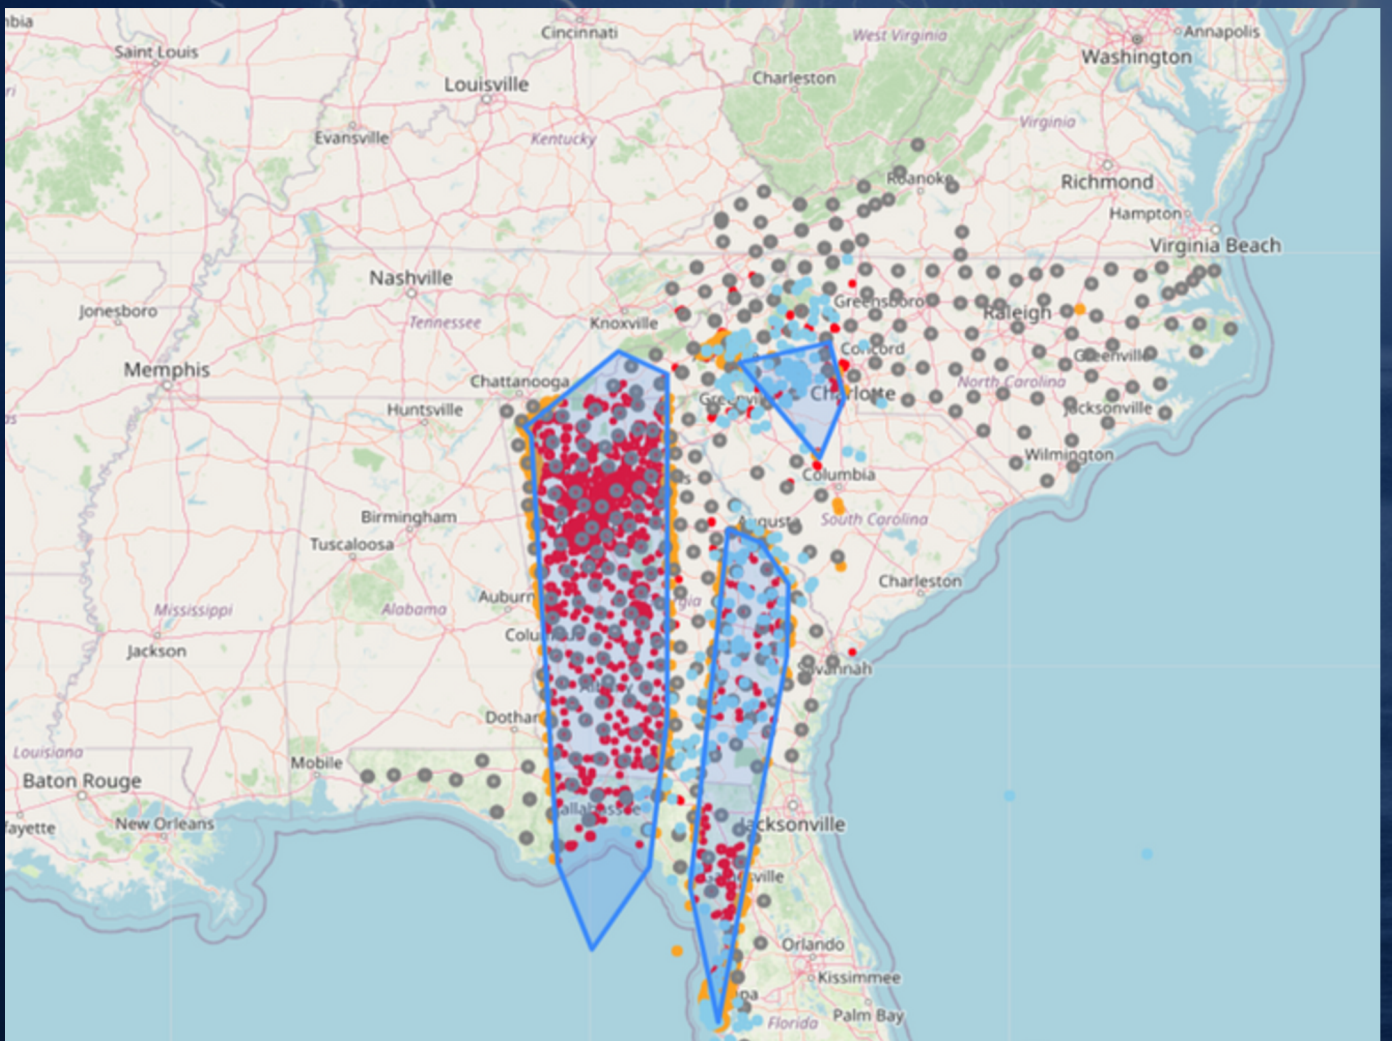 Cincinnati
West Virginia
Annapolis
Saint Louis
Washington
Louisville
Charleston
Evansville
Kentucky
Virginia
Roanoke
Richmond
Hampton
Virginia Beach
Nashville
Jonesboro
Tennessee
Knoxville
Greensboro
Raleigh
Memphis
Concord
Greenville
Chattanooga
North Carolina
Charlotte
Huntsville
Jacksonville
Wilmington
Columbia
Birmingham
Augusta
South Carolina
Tuscaloosa
Charleston
Auburn
Mississippi
Alabama
Jackson
Savannah
Dothan
Louisiana
Mobile
Baton Rouge
New Orleans
Tallahassee
Jacksonville
Orlando
Kissimmee
Palm Bay
Florida